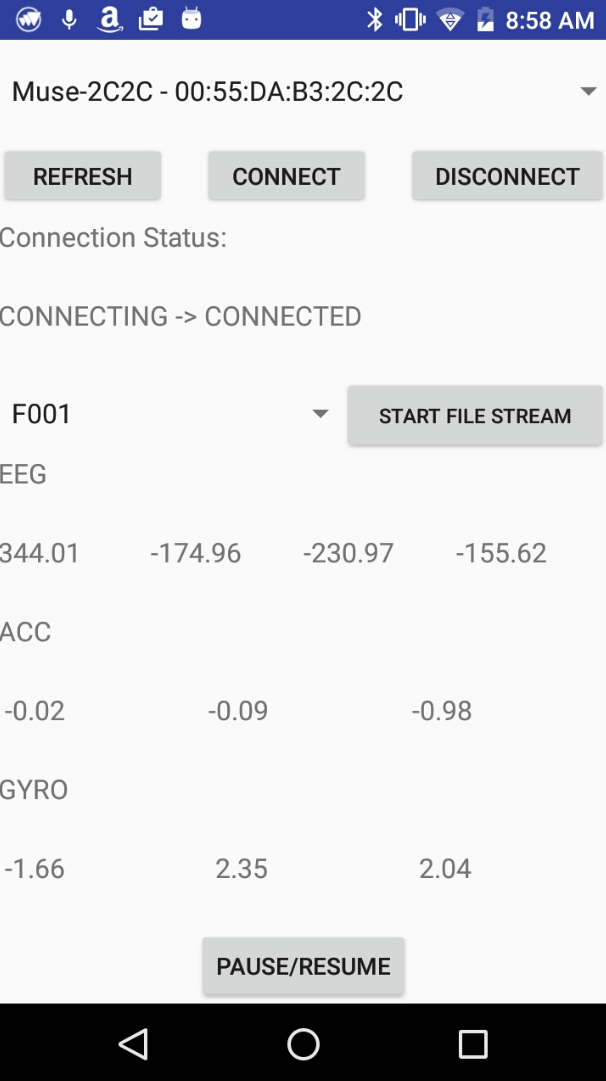 8:58 AM
Muse-2C2C - 00:55:DA:B3:2C:2C
REFRESH CONNECT DISCONNECT
Connection Status:
CONNECTING -> CONNECTED
F001 START FILE STREAM
EEG
344.01 -174.96 -230.97 -155.62
ACC
-0.02 -0.09 -0.98
GYRO
-1.66 2.35 2.04
PAUSE/RESUME